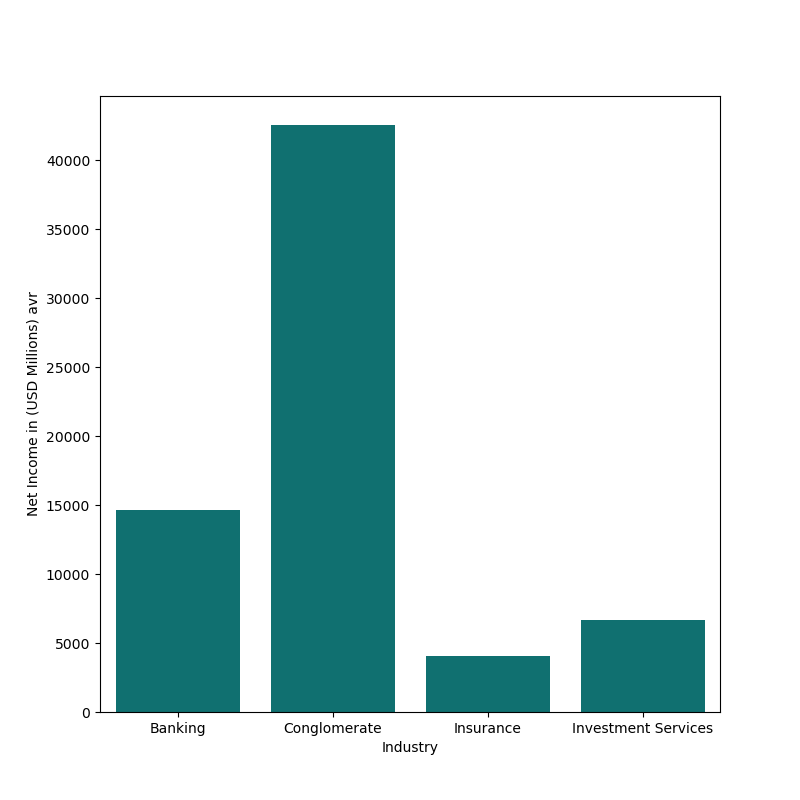 Net Income in (USD Millions) avr
40000
35000
30000
25000
20000
15000
10000
5000
0
Banking
Conglomerate
Insurance
Investment Services
Industry